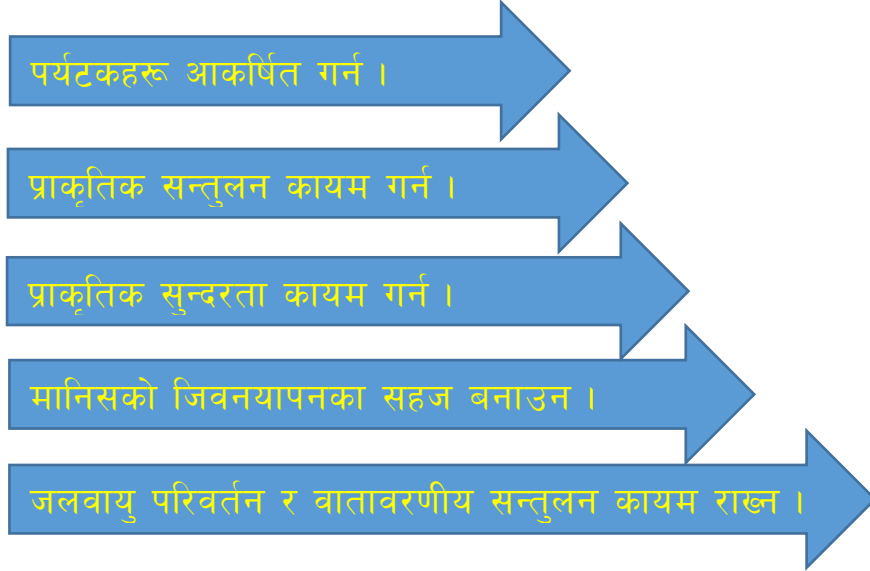 पर्यटकहरू आकर्षित गर्न ।
प्राकृतिक सन्तुलन कायम गर्न ।
प्राकृतिक सुन्दरता कायम गर्न ।
मानिसको जिवनयापनका सहज बनाउन ।
जलवायु परिवर्तन र वातावरणीय सन्तुलन कायम राख्न ।